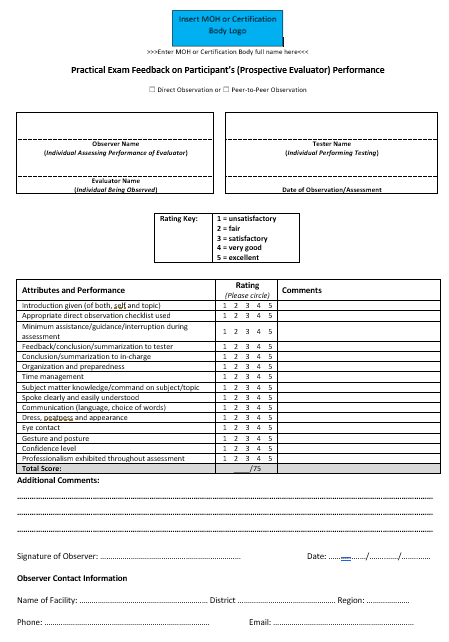 Insert MOH or Certification
Body Logo
>>>Enter MOH or Certification Body full name here<<<
Practical Exam Feedback on Participant's (Prospective Evaluator) Performance
☐ Direct Observation or ☐ Peer-to-Peer Observation
Observer Name
(Individual Assessing Performance of Evaluator)
Evaluator Name
(Individual Being Observed)
Tester Name
(Individual Performing Testing)
Date of Observation/Assessment
Rating Key: 1 = unsatisfactory
2 = fair
3 = satisfactory
4 = very good
5 = excellent
Attributes and Performance Rating (Please circle) Comments
Introduction given (of both, self and topic) 1 2 3 4 5
Appropriate direct observation checklist used 1 2 3 4 5
Minimum assistance/guidance/interruption during
assessment 1 2 3 4 5
Feedback/conclusion/summarization to tester 1 2 3 4 5
Conclusion/summarization to in-charge 1 2 3 4 5
Organization and preparedness 1 2 3 4 5
Time management 1 2 3 4 5
Subject matter knowledge/command on subject/topic 1 2 3 4 5
Spoke clearly and easily understood 1 2 3 4 5
Communication (language, choice of words) 1 2 3 4 5
Dress, neatness and appearance 1 2 3 4 5
Eye contact 1 2 3 4 5
Gesture and posture 1 2 3 4 5
Confidence level 1 2 3 4 5
Professionalism exhibited throughout assessment 1 2 3 4 5
Total Score: ____/75
Additional Comments:
Signature of Observer: .......... Date: ........../........../..........
Observer Contact Information
Name of Facility: .......... District .......... Region: ..........
Phone: .......... Email: ..........